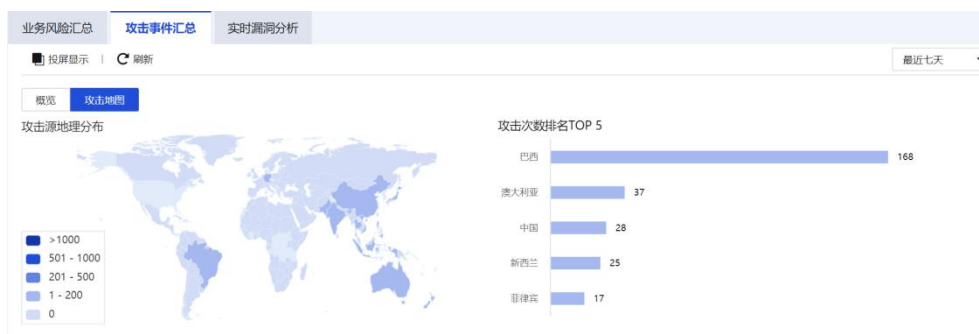 业务风险汇总 攻击事件汇总 实时漏洞分析
投屏显示 刷新 最近七天
概览 攻击地图
攻击源地理分布
>1000
501 - 1000
201 - 500
1 - 200
0
攻击次数排名TOP 5
巴西 168
澳大利亚 37
中国 28
新西兰 25
菲律宾 17